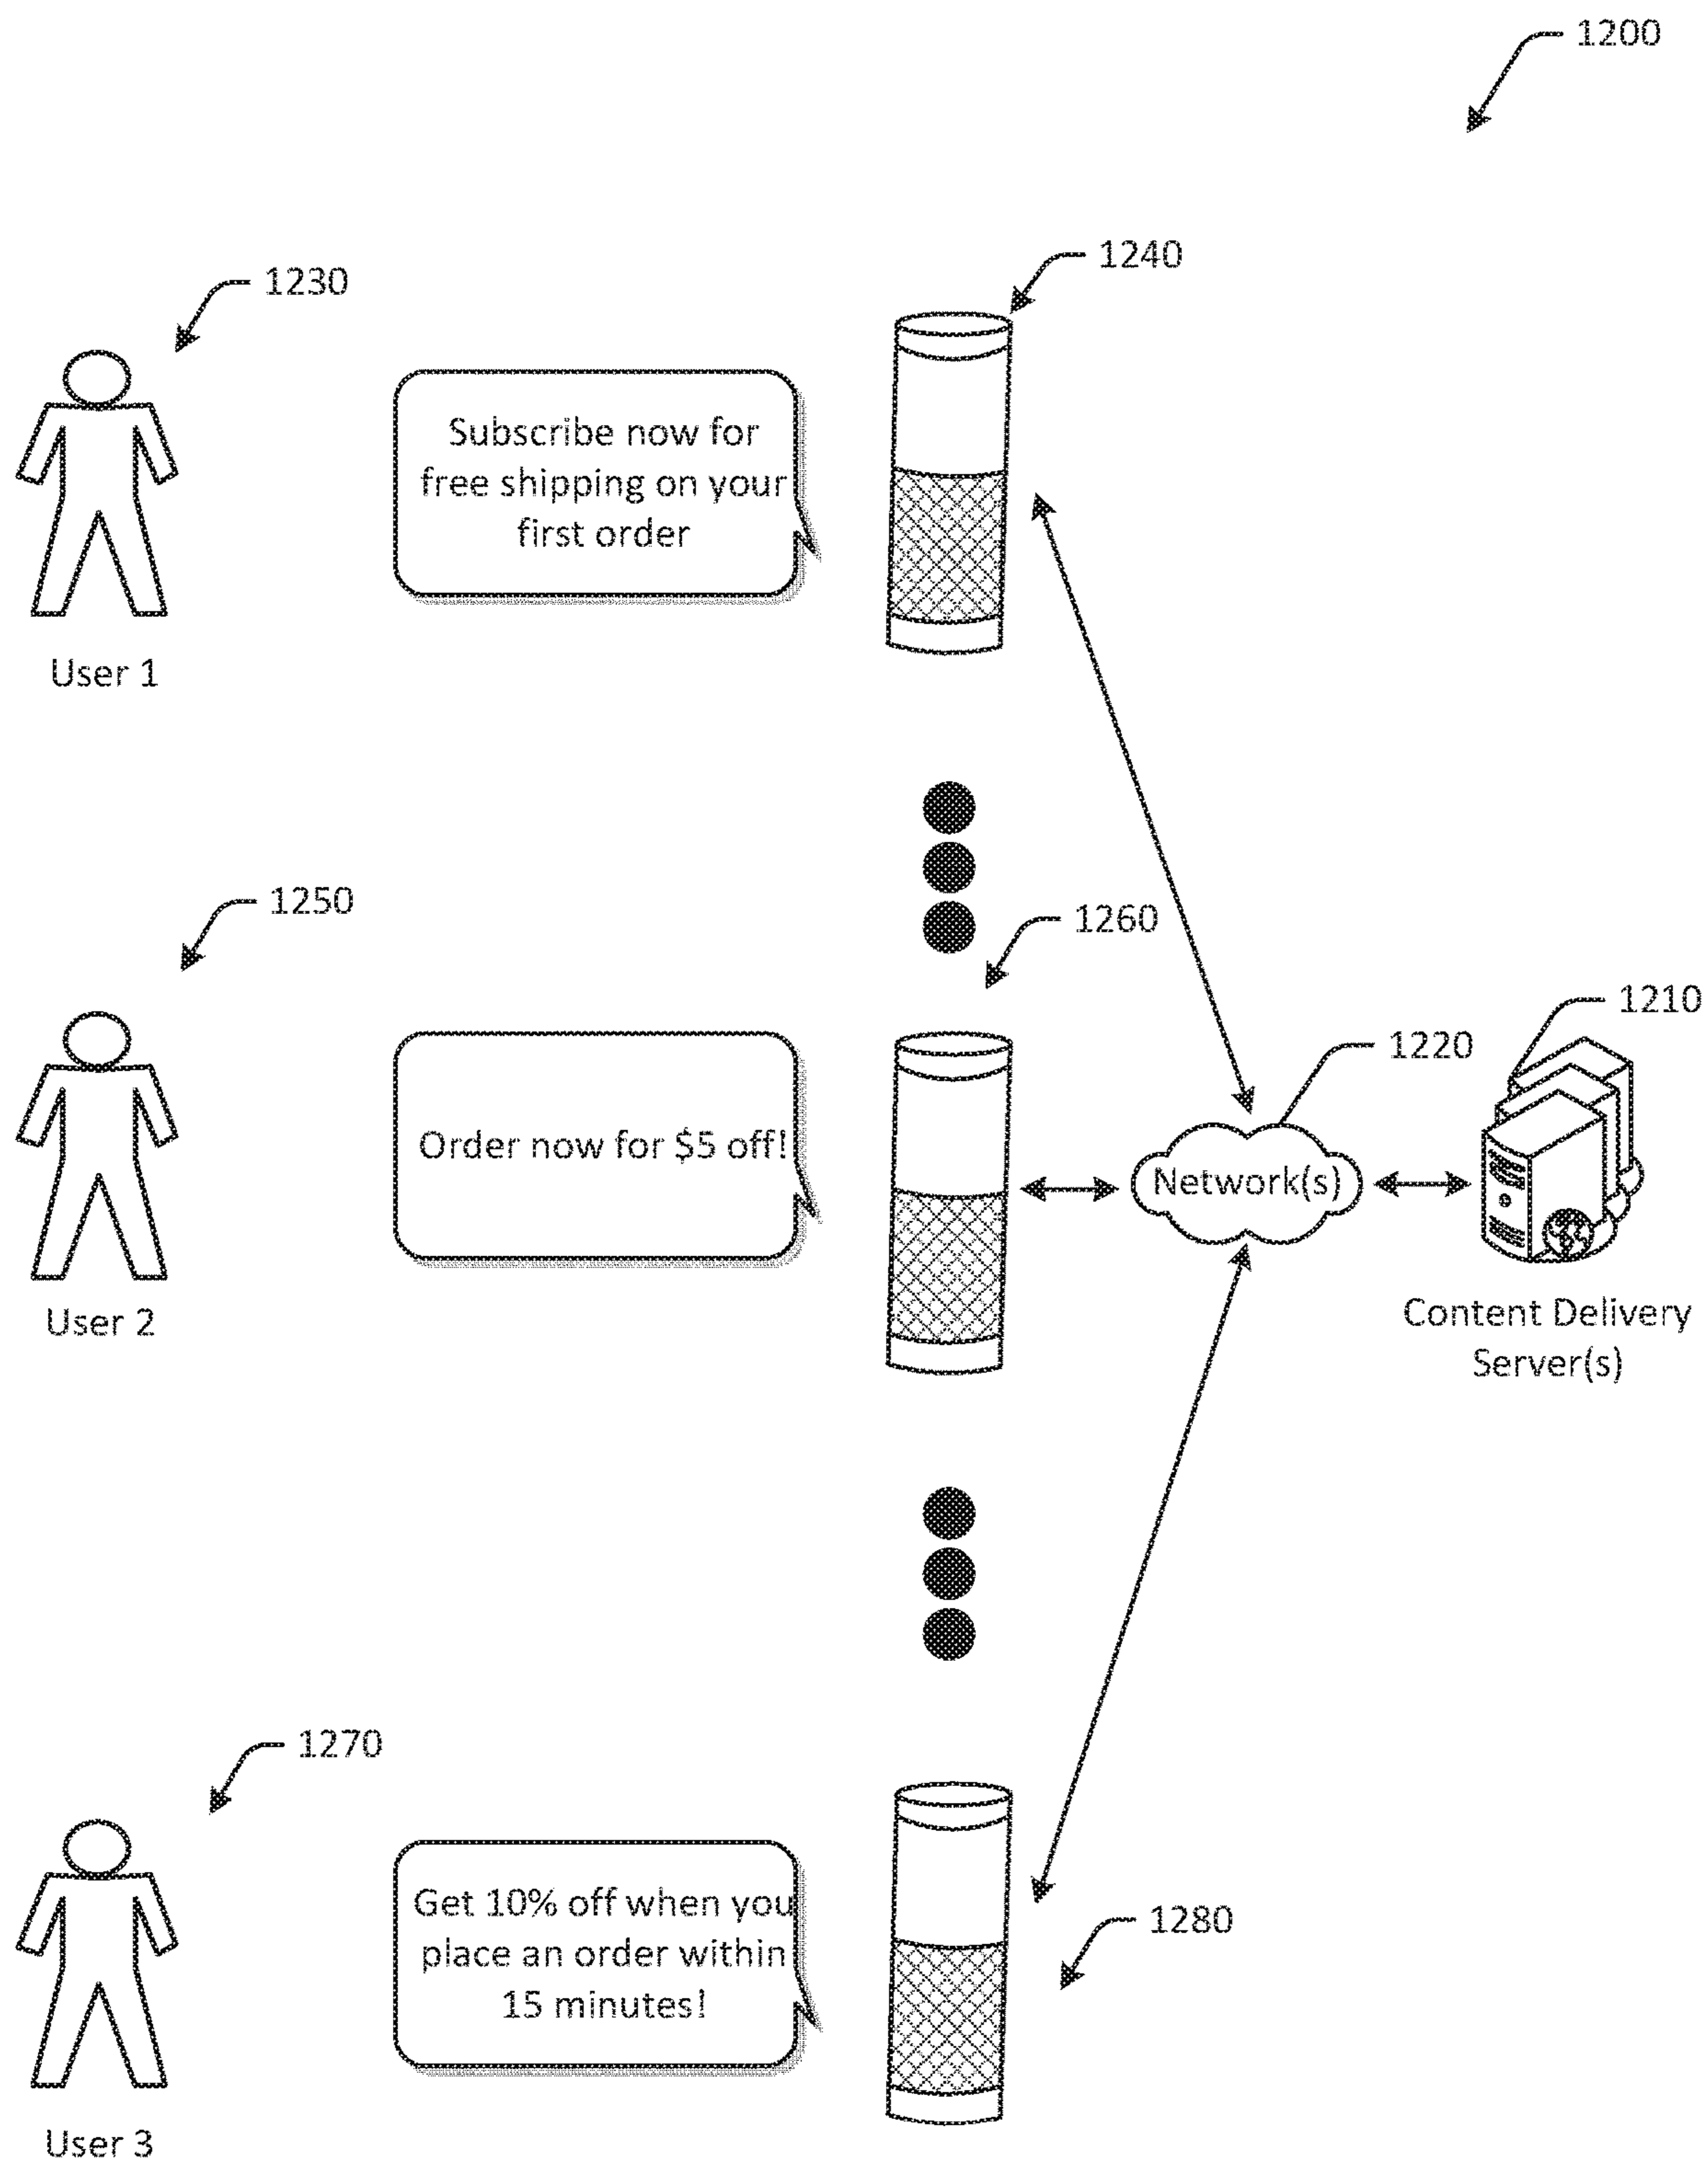 1200
1240
1230
Subscribe now for
free shipping on your
first order
User 1
1250
1260
1210
1220
Order now for $5 off!
Network(s)
User 2
Content Delivery
Server(s)
1270
Get 10% off when you
place an order within
15 minutes!
1280
User 3